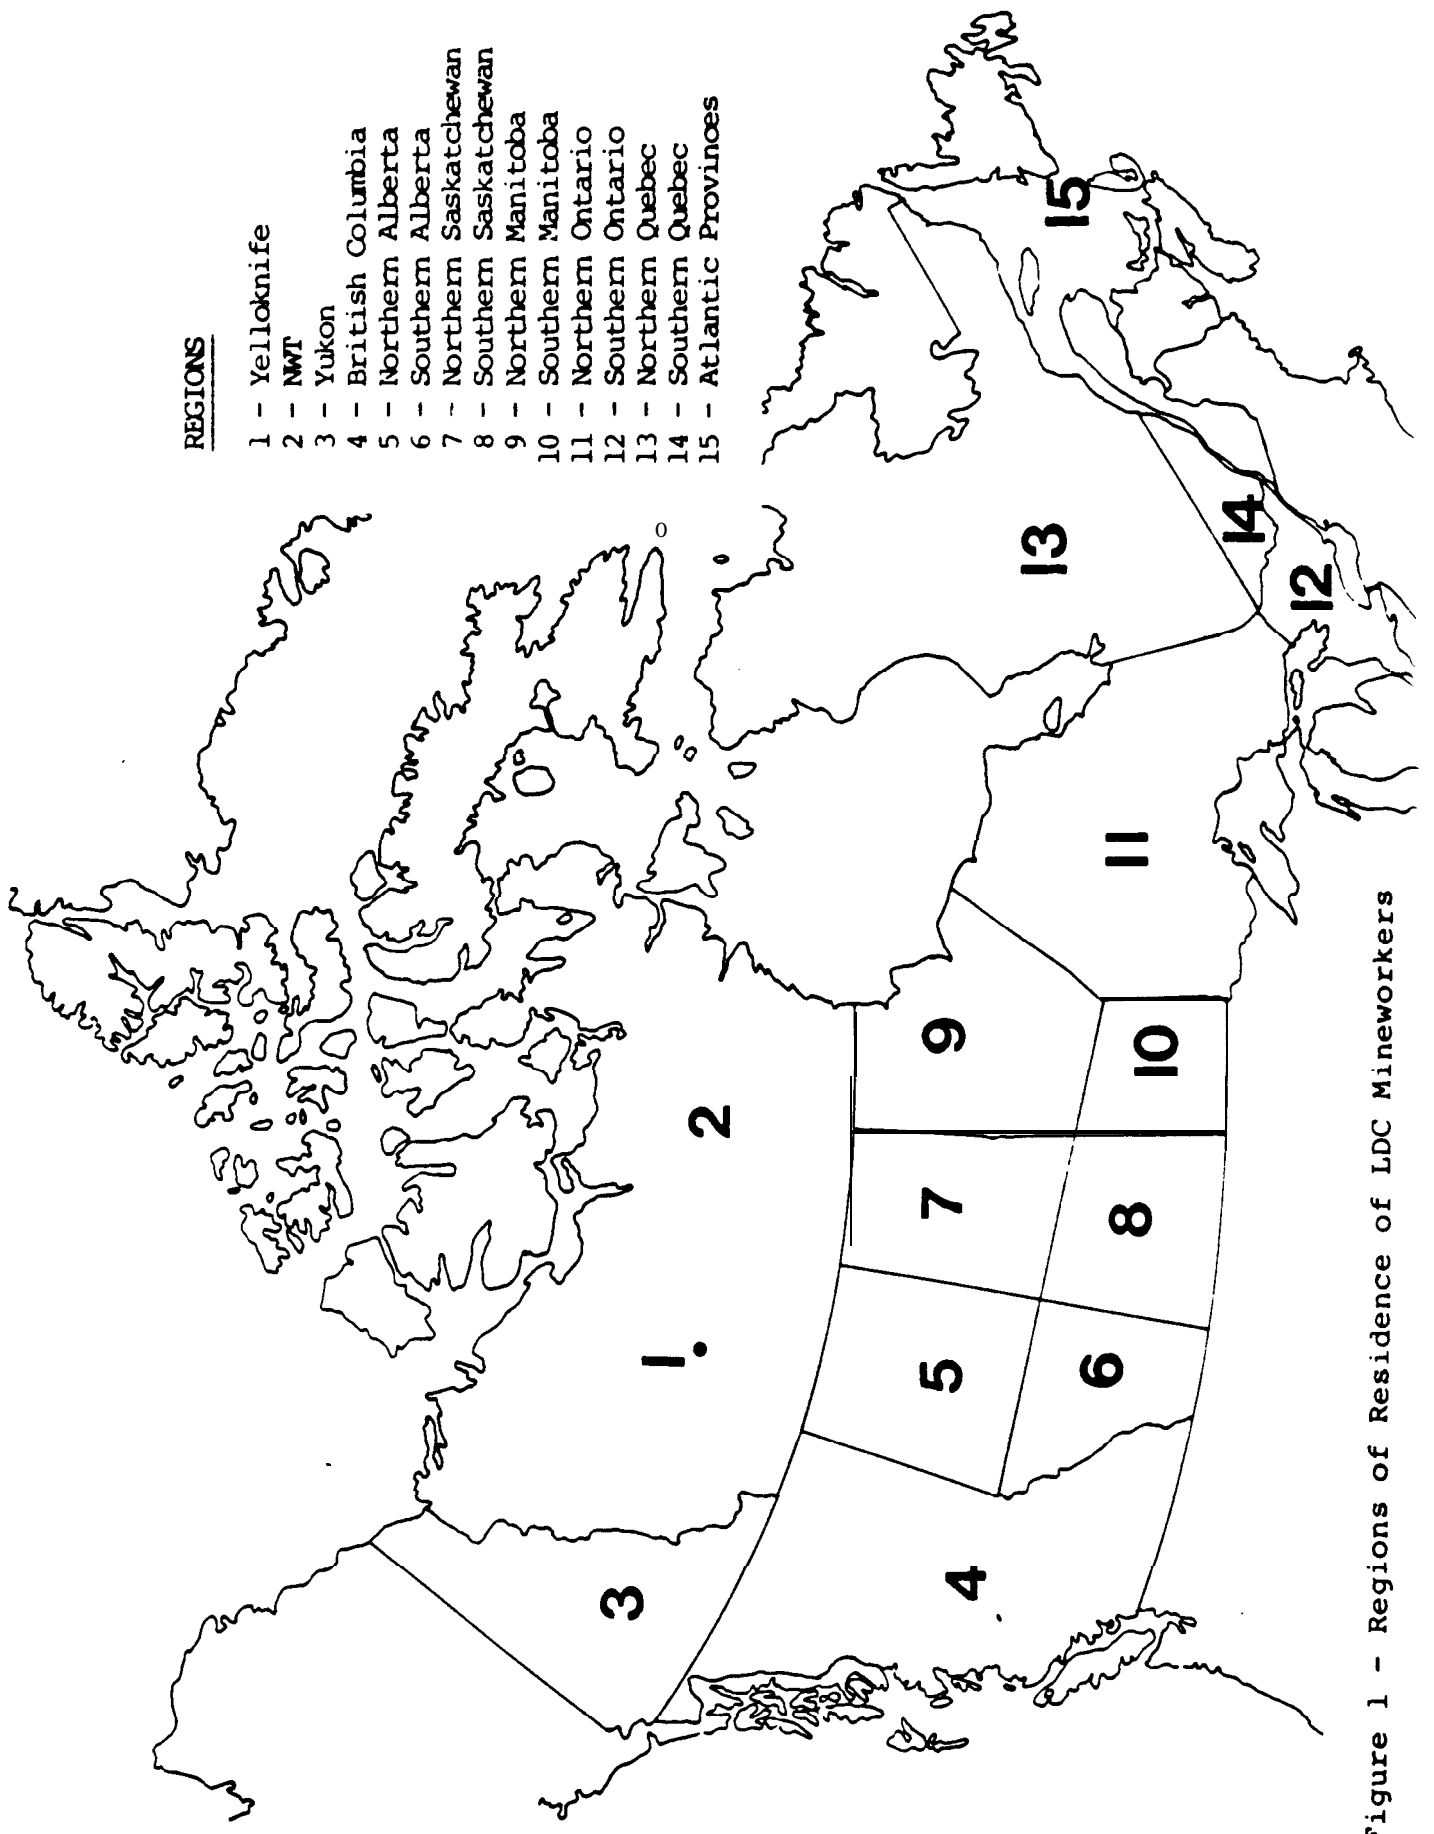 REGIONS
1 - Yelloknife
2 - NWT
3 - Yukon
4 - British Columbia
5 - Northern Alberta
6 - Southern Alberta
7 - Northern Saskatchewan
8 - Southern Saskatchewan
9 - Northern Manitoba
10 - Southern Manitoba
11 - Northern Ontario
12 - Southern Ontario
13 - Northern Quebec
14 - Southern Quebec
15 - Atlantic Provinces
1.
2
3
4
5
6
7
8
9
10
11
12
13
14
15
Figure 1 - Regions of Residence of LDC Mineworkers